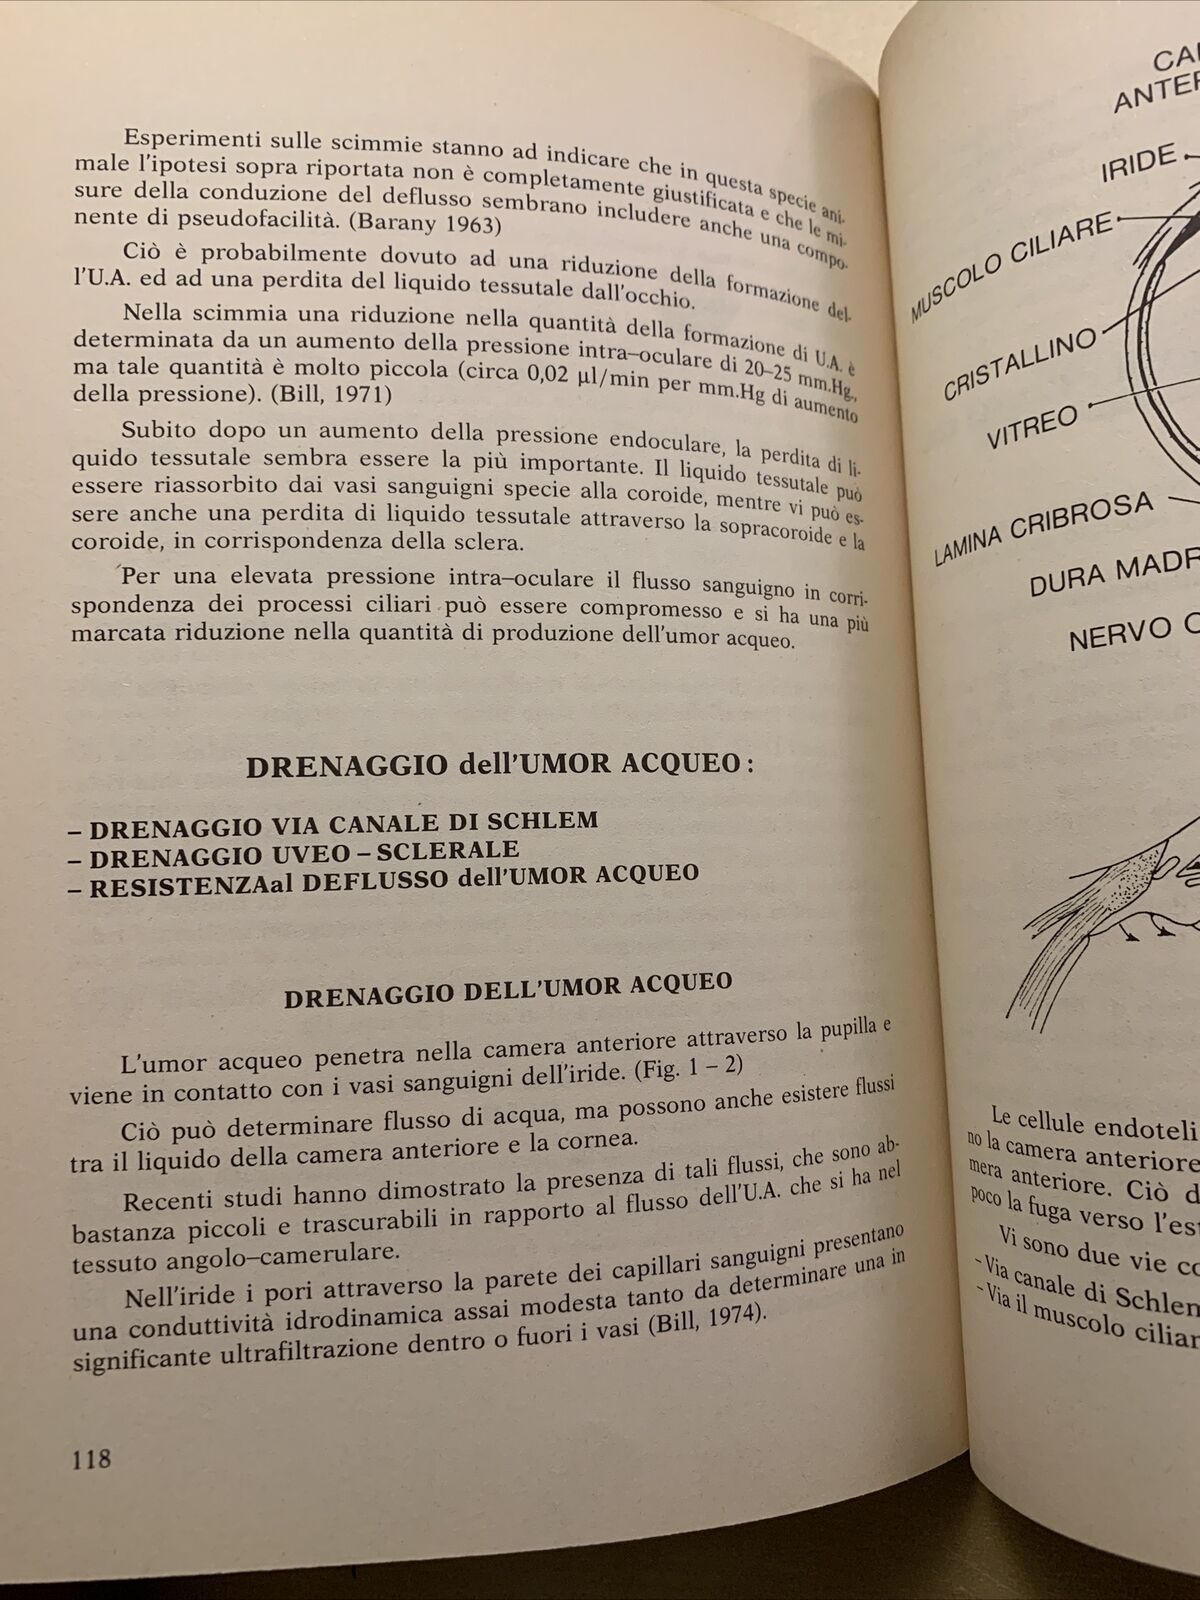 Esperimenti sulle scimmie stanno ad indicare che in questa specie ani-
male l'ipotesi sopra riportata non è completamente giustificata e che le mi-
sure della conduzione del deflusso sembrano includere anche una compo-
nente di pseudofacilità. (Barany 1963)
Ciò è probabilmente dovuto ad una riduzione della formazione del-
l'U.A. ed ad una perdita del liquido tessutale dall'occhio.
Nella scimmia una riduzione nella quantità della formazione di U.A. è
determinata da un aumento della pressione intra–oculare di 20–25 mm.Hg.,
ma tale quantità è molto piccola (circa 0,02 µl/min per mm.Hg di aumento
della pressione). (Bill, 1971)
Subito dopo un aumento della pressione endoculare, la perdita di li-
quido tessutale sembra essere la più importante. Il liquido tessutale può
essere riassorbito dai vasi sanguigni specie alla coroide, mentre vi può es-
sere anche una perdita di liquido tessutale attraverso la sopracoroide e la
coroide, in corrispondenza della sclera.
Per una elevata pressione intra–oculare il flusso sanguigno in corri-
spondenza dei processi ciliari può essere compromesso e si ha una più
marcata riduzione nella quantità di produzione dell'umor acqueo.
DRENAGGIO dell'UMOR ACQUEO :
– DRENAGGIO VIA CANALE DI SCHLEM
– DRENAGGIO UVEO – SCLERALE
– RESISTENZAal DEFLUSSO dell'UMOR ACQUEO
DRENAGGIO DELL'UMOR ACQUEO
L'umor acqueo penetra nella camera anteriore attraverso la pupilla e
viene in contatto con i vasi sanguigni dell'iride. (Fig. 1 – 2)
Ciò può determinare flusso di acqua, ma possono anche esistere flussi
tra il liquido della camera anteriore e la cornea.
Recenti studi hanno dimostrato la presenza di tali flussi, che sono ab-
bastanza piccoli e trascurabili in rapporto al flusso dell'U.A. che si ha nel
tessuto angolo–camerulare.
Nell'iride i pori attraverso la parete dei capillari sanguigni presentano
una conduttività idrodinamica assai modesta tanto da determinare una in
significante ultrafiltrazione dentro o fuori i vasi (Bill, 1974).
118
IRIDE
MUSCOLO CILIARE
CRISTALLINO
VITREO
LAMINA CRIBROSA
DURA MADR
NERVO
Le cellule endoteli
no la camera anteriore
mera anteriore. Ciò d
poco la fuga verso l'es
Vi sono due vie co
- Via canale di Schlem
- Via il muscolo ciliar